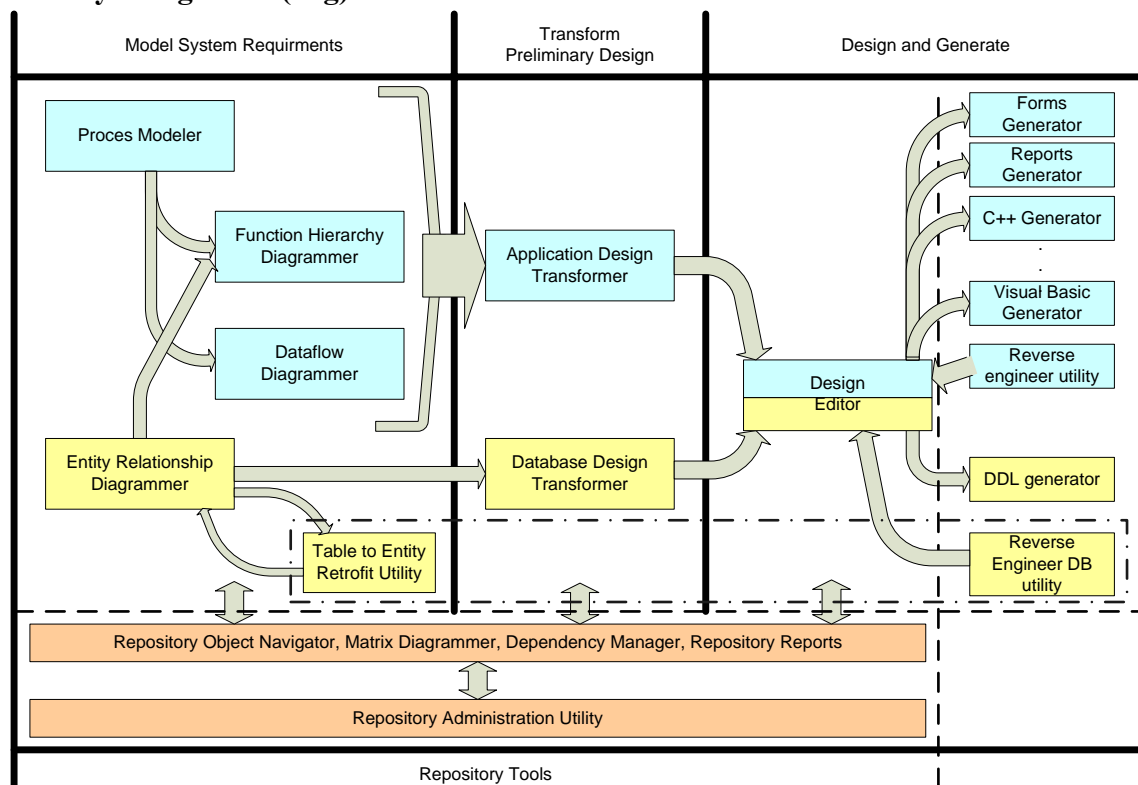 Model System Requirments
Transform
Preliminary Design
Design and Generate
Proces Modeler
Function Hierarchy
Diagrammer
Dataflow
Diagrammer
Entity Relationship
Diagrammer
Table to Entity
Retrofit Utility
Application Design
Transformer
Database Design
Transformer
Design
Editor
Forms
Generator
Reports
Generator
C++ Generator
.
.
Visual Basic
Generator
Reverse
engineer utility
DDL generator
Reverse
Engineer DB
utility
Repository Object Navigator, Matrix Diagrammer, Dependency Manager, Repository Reports
Repository Administration Utility
Repository Tools